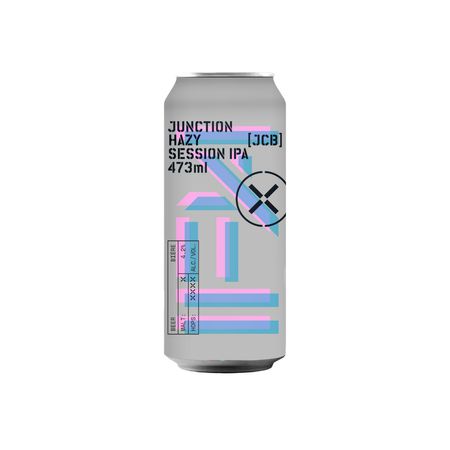 JUNCTION
HAZY [JCB]
SESSION IPA
473ml
BEER BIÈRE
MALT: X 4.2%
HOPS: XXXX ALC./VOL.